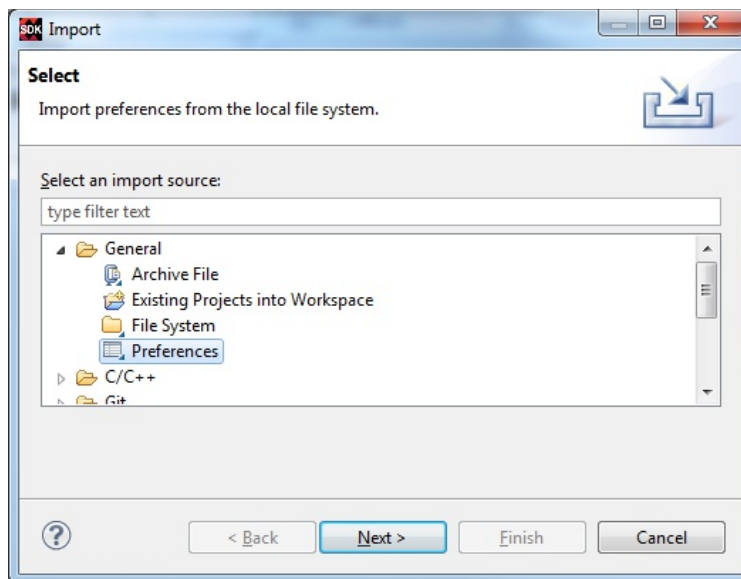 SDK Import
Select
Import preferences from the local file system.
Select an import source:
type filter text
General
Archive File
Existing Projects into Workspace
File System
Preferences
C/C++
Git
?
< Back Next > Finish Cancel